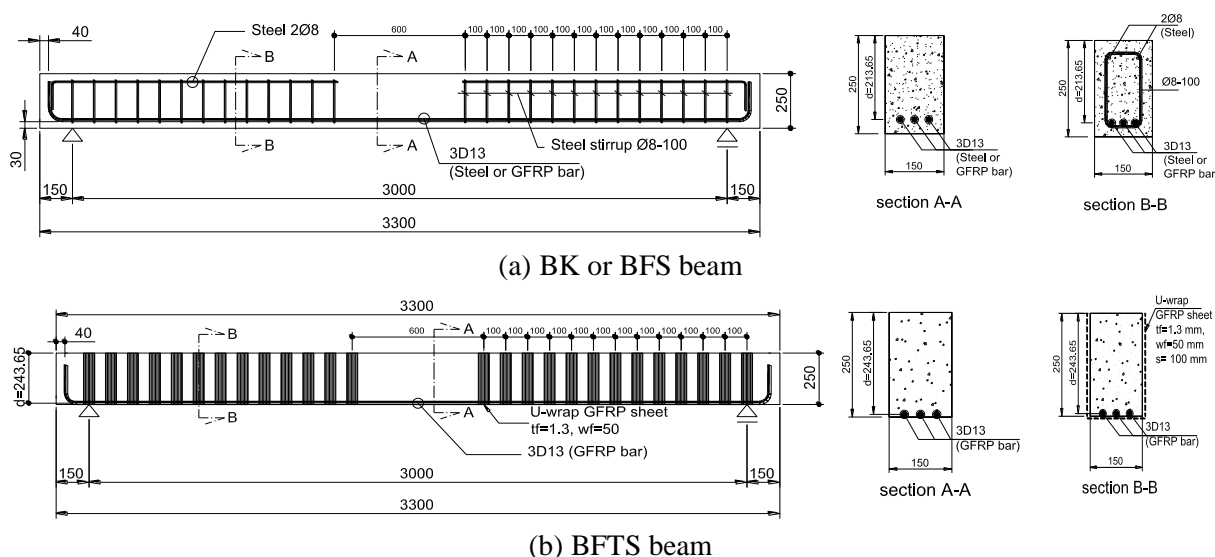 40
Steel 2Ø8
B
A
600
100 100 100 100 100 100 100 100 100 100 100 100
250
30
B
A
3D13
(Steel or GFRP bar)
Steel stirrup Ø8-100
150
3000
150
3300
250
d=213.65
3D13
(Steel or
GFRP bar)
150
section A-A
2Ø8
(Steel)
Ø8-100
250
d=213.65
3D13
(Steel or
GFRP bar
150
section B-B
(a) BK or BFS beam
3300
40
B
A
600
100 100 100 100 100 100 100 100 100 100 100 100
d=243.65
250
B
A
U-wrap GFRP sheet
tf=1.3, wf=50
3D13 (GFRP bar)
150
3000
150
3300
250
d=243.65
3D13
(GFRP bar)
150
section A-A
U-wrap
GFRP sheet
tf=1.3 mm,
wf=50 mm
s= 100 mm
250
d=243.65
3D13
(GFRP bar)
150
section B-B
(b) BFTS beam